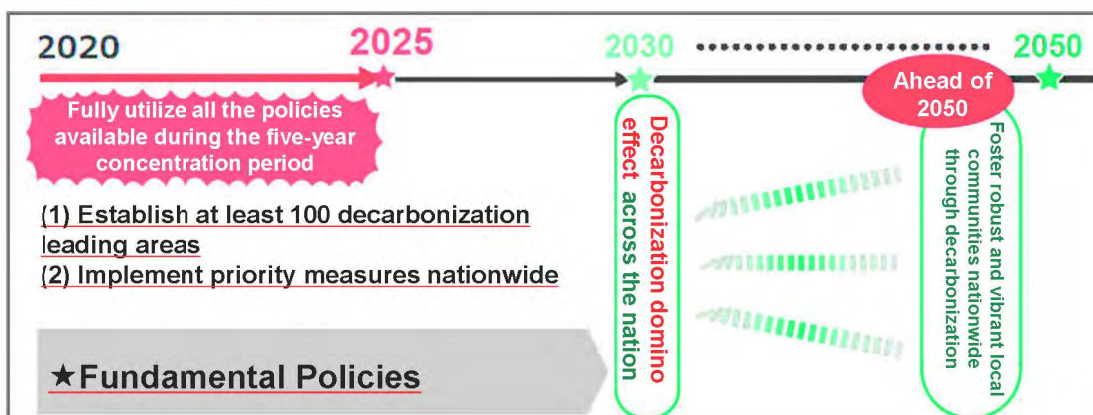 2020
2025
2030
2050
Fully utilize all the policies
available during the five-year
concentration period
Ahead of
2050
(1) Establish at least 100 decarbonization
leading areas
(2) Implement priority measures nationwide
★Fundamental Policies
Decarbonization domino
effect across the nation
Foster robust and vibrant local
communities nationwide
through decarbonization